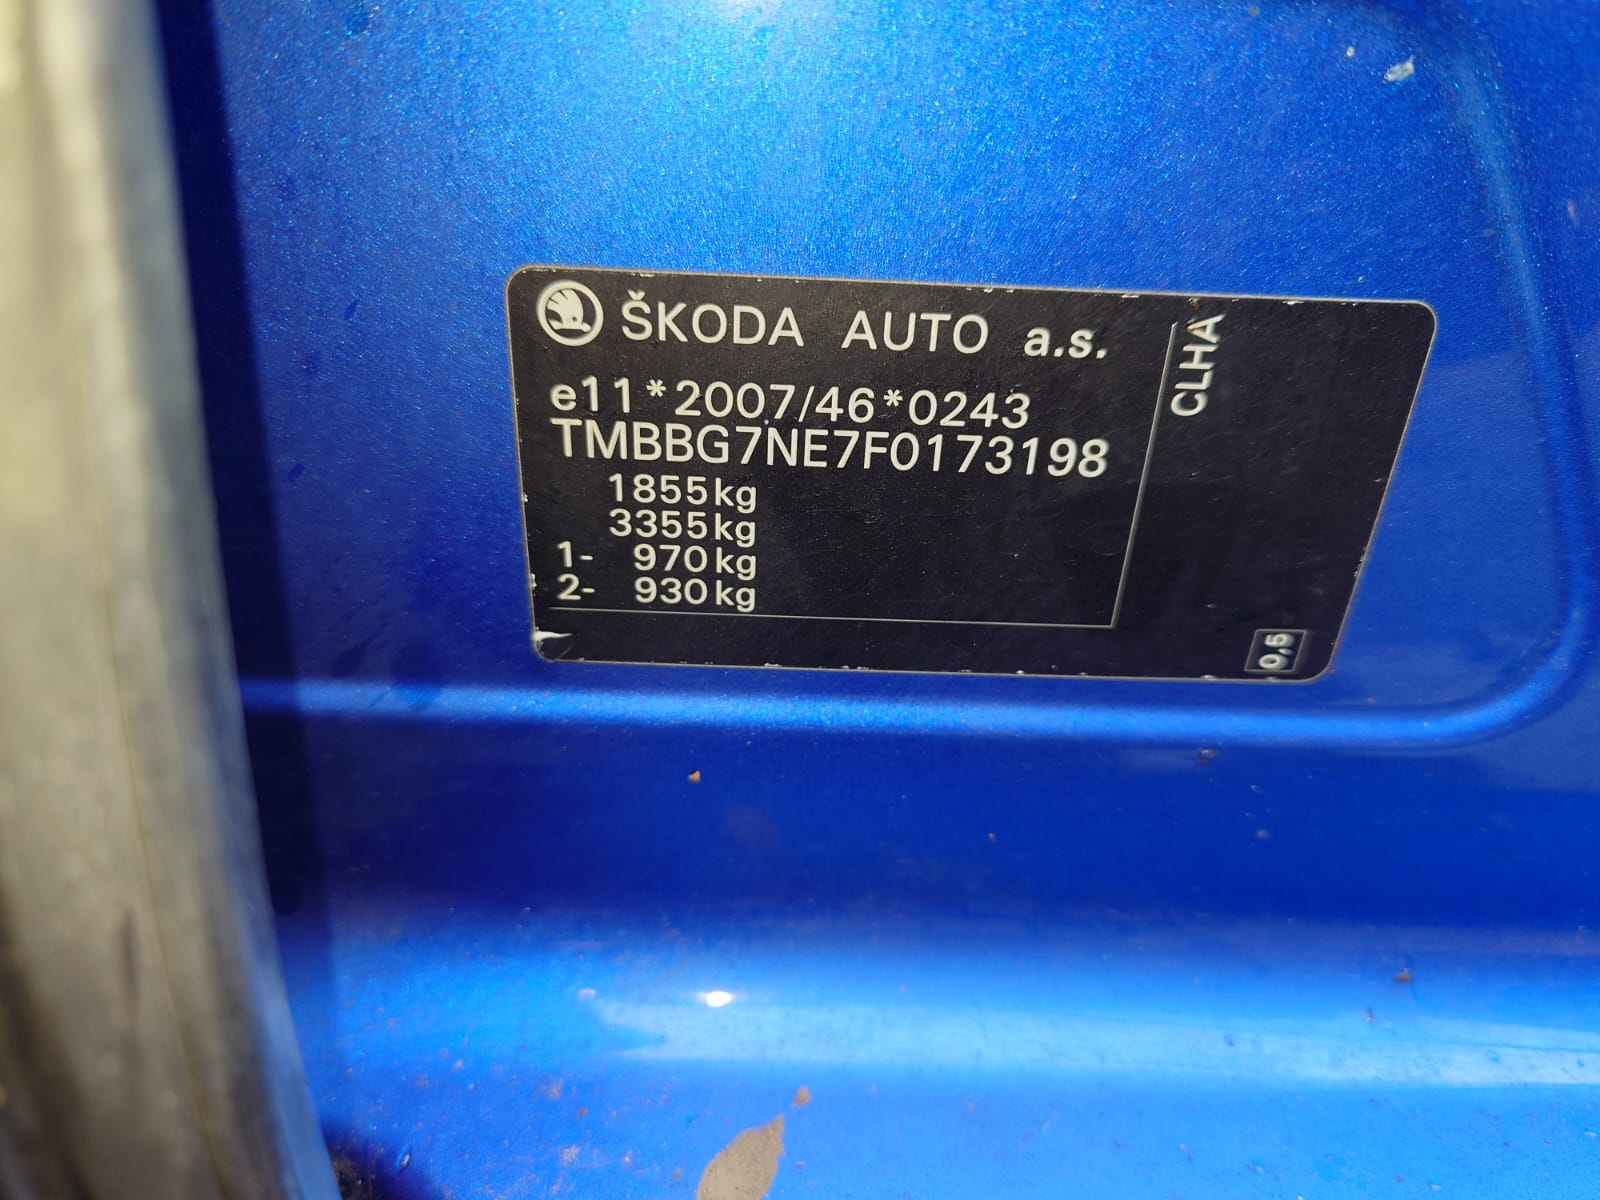 ŠKODA AUTO a.s.
e11*2007/46*0243
TMBBG7NE7F0173198
1855kg
3355kg
1- 970kg
2- 930kg
CLHA
0,5